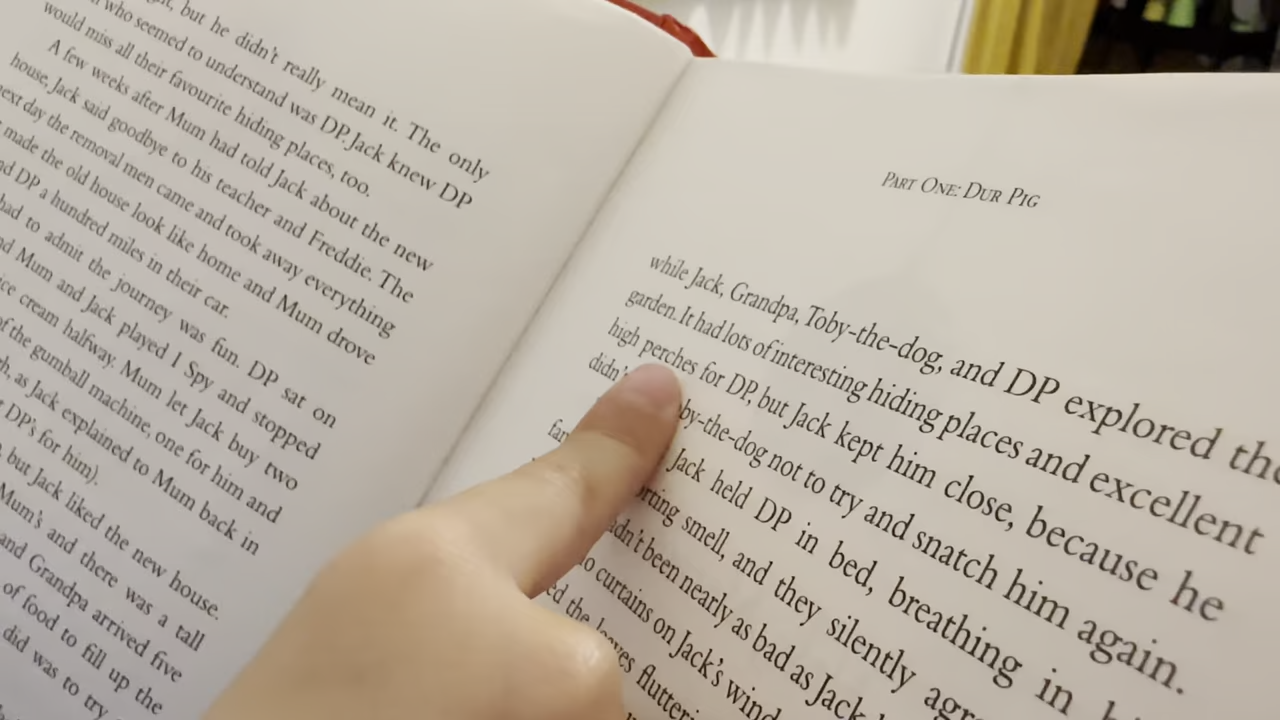 but he didn't really mean it. The only
who seemed to understand was DP. Jack knew DP
would miss all their favourite hiding places, too.
A few weeks after Mum had told Jack about the new
house, Jack said goodbye to his teacher and Freddie. The
next day the removal men came and took away everything
made the old house look like home and Mum drove
DP a hundred miles in their car.
had to admit the journey was fun. DP sat on
Mum and Jack played I Spy and stopped
ice cream halfway. Mum let Jack buy two
of the gumball machine, one for him and
as Jack explained to Mum back in
DP's for him).
but Jack liked the new house.
Mum's and there was a tall
and Grandpa arrived five
of food to fill up the
did was to try
PART ONE: DUR PIG
while Jack, Grandpa, Toby-the-dog, and DP explored the
garden. It had lots of interesting hiding places and excellent
high perches for DP, but Jack kept him close, because he
didn't
by-the-dog not to try and snatch him again.
Jack held DP in bed, breathing in
smell, and they silently
been nearly as bad as Jack
curtains on Jack's
the leaves